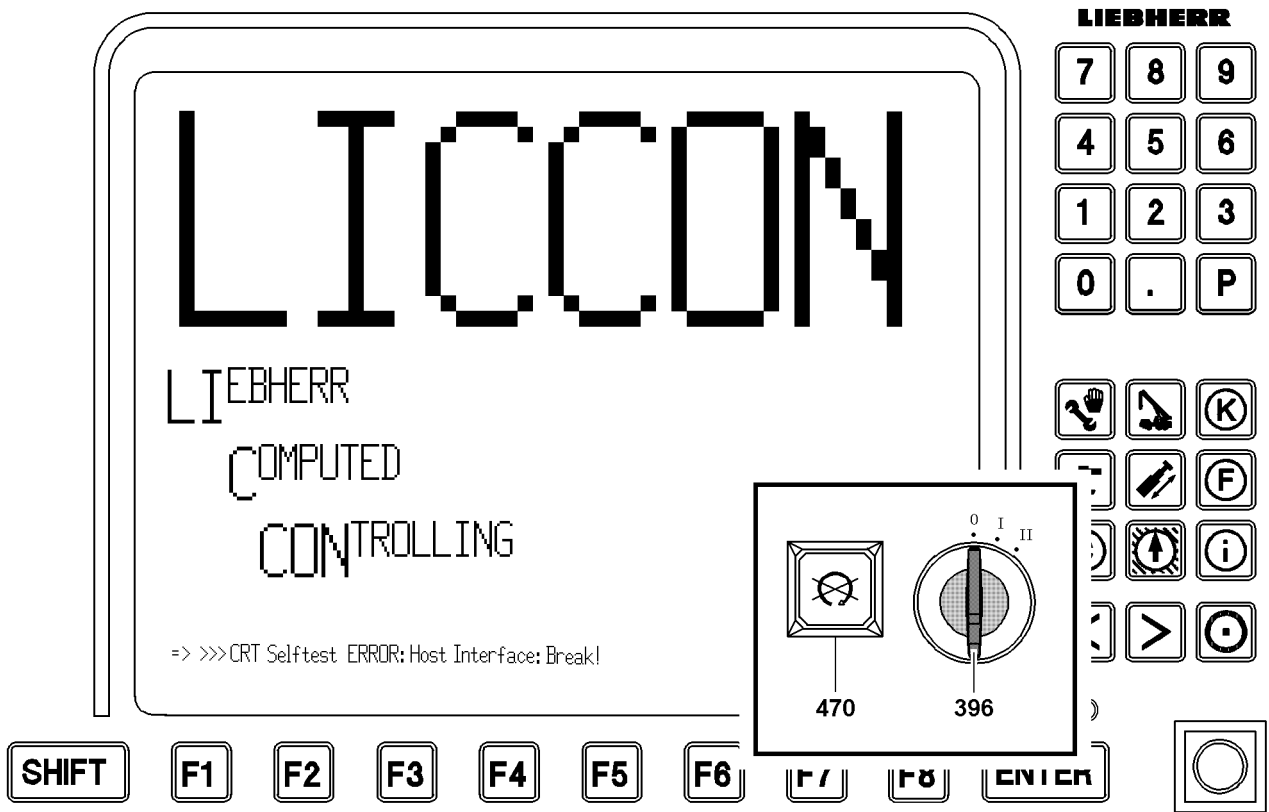 LIEBHERR
7 8 9
4 5 6
1 2 3
0 . P
LICCON
LIEBHERR
COMPUTED
CONTROLLING
K
F
i
=> >>>CRT Selftest ERROR: Host Interface: Break!
0 I II
470 396
< > 
SHIFT F1 F2 F3 F4 F5 F6 F7 F8 ENTER